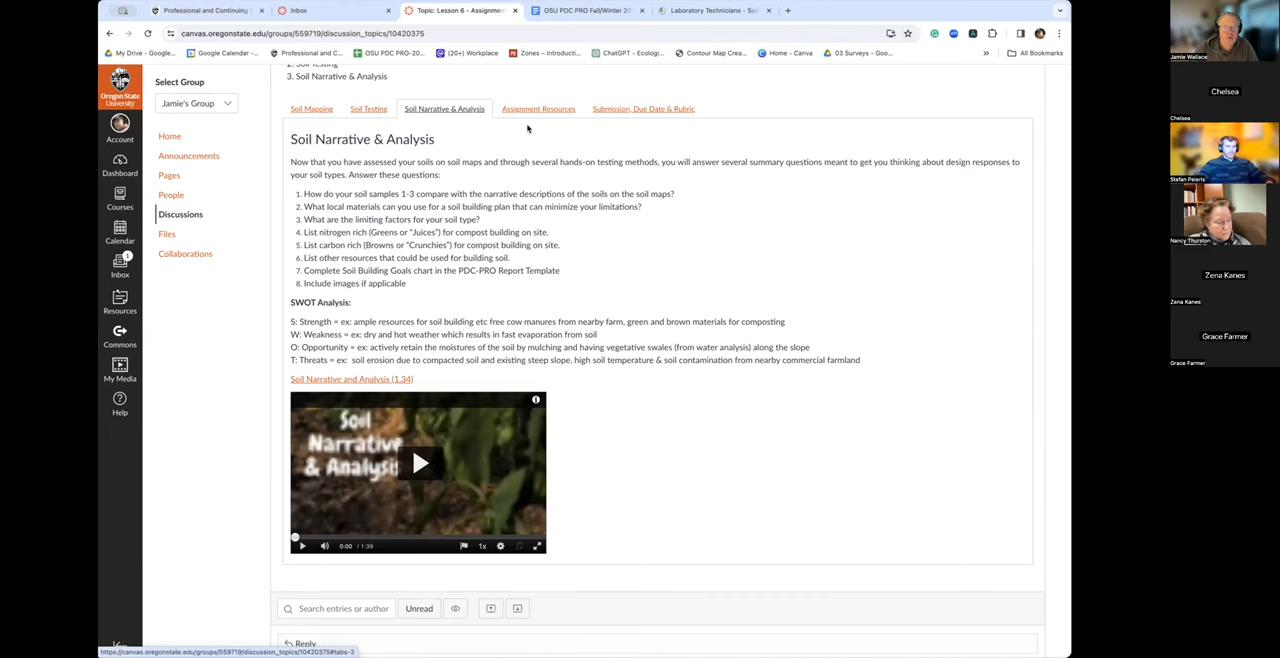 Professional and Continuing
Inbox
Topic: Lesson 6 - Assignmen
OSU PDC PRO Fall/Winter 20
Laboratory Technicians - Soi
canvas.oregonstate.edu/groups/559719/discussion_topics/10420375
My Drive - Google...
Google Calendar -...
Professional and C...
OSU PDC PRO-20...
(20+) Workplace
Zones – Introducti...
ChatGPT - Ecologi...
Contour Map Crea...
Home - Canva
03 Surveys - Goo...
»
All Bookmarks
Oregon State University
Account
Dashboard
Courses
Calendar
1
Inbox
Resources
Commons
My Media
Help
Select Group
Jamie's Group
Home
Announcements
Pages
People
Discussions
Files
Collaborations
2. Soil Testing
3. Soil Narrative & Analysis
Soil Mapping
Soil Testing
Soil Narrative & Analysis
Assignment Resources
Submission, Due Date & Rubric
Soil Narrative & Analysis
Now that you have assessed your soils on soil maps and through several hands-on testing methods, you will answer several summary questions meant to get you thinking about design responses
to your soil types. Answer these questions:
1. How do your soil samples 1-3 compare with the narrative descriptions of the soils on the soil maps?
2. What local materials can you use for a soil building plan that can minimize your limitations?
3. What are the limiting factors for your soil type?
4. List nitrogen rich (Greens or "Juices") for compost building on site.
5. List carbon rich (Browns or "Crunchies") for compost building on site.
6. List other resources that could be used for building soil.
7. Complete Soil Building Goals chart in the PDC-PRO Report Template
8. Include images if applicable
SWOT Analysis:
S: Strength = ex: ample resources for soil building etc free cow manures from nearby farm, green and brown materials for composting
W: Weakness = ex: dry and hot weather which results in fast evaporation from soil
O: Opportunity = ex: actively retain the moistures of the soil by mulching and having vegetative swales (from water analysis) along the slope
T: Threats = ex: soil erosion due to compacted soil and existing steep slope, high soil temperature & soil contamination from nearby commercial farmland
Soil Narrative and Analysis (1.34)
Soil
Narrative
& Analysis
0:00 / 1:39
1x
Search entries or author
Unread
Reply
https://canvas.oregonstate.edu/groups/559719/discussion_topics/10420375#tabs-3
Jamie Wallace
Chelsea
Chelsea
Stefan Peieris
Nancy Thurston
Zena Kanes
Zena Kanes
Grace Farmer
Grace Farmer